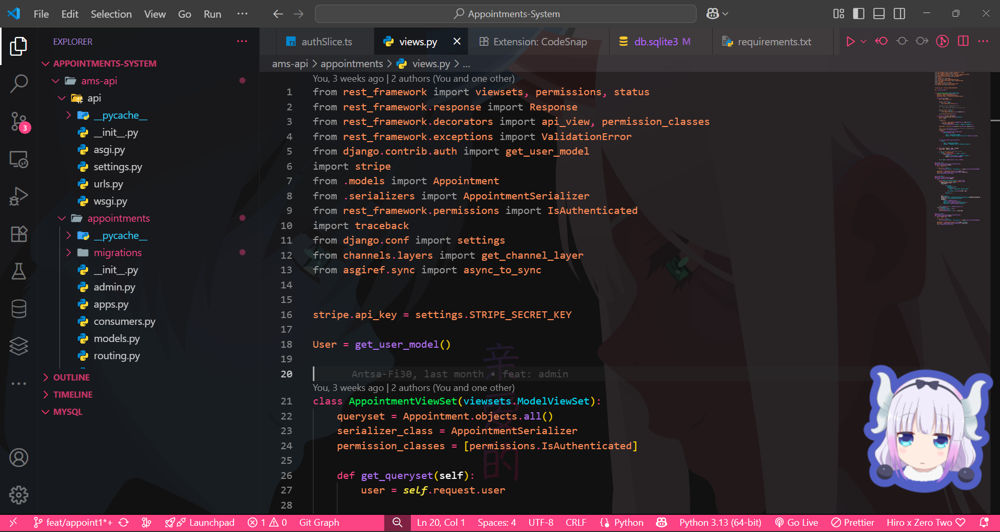 File Edit Selection View Go Run
Appointments-System
EXPLORER
authSlice.ts
views.py
Extension: CodeSnap
db.sqlite3 M
requirements.txt
ams-api > appointments > views.py > ...
APPOINTMENTS-SYSTEM
ams-api
api
__pycache__
__init__.py
asgi.py
settings.py
urls.py
wsgi.py
appointments
__pycache__
migrations
__init__.py
admin.py
apps.py
consumers.py
models.py
routing.py
OUTLINE
TIMELINE
MYSQL
3
You, 3 weeks ago | 2 authors (You and one other)
1 from rest_framework import viewsets, permissions, status
2 from rest_framework.response import Response
3 from rest_framework.decorators import api_view, permission_classes
4 from rest_framework.exceptions import ValidationError
5 from django.contrib.auth import get_user_model
6 import stripe
7 from .models import Appointment
8 from .serializers import AppointmentSerializer
9 from rest_framework.permissions import IsAuthenticated
10 import traceback
11 from django.conf import settings
12 from channels.layers import get_channel_layer
13 from asgiref.sync import async_to_sync
14
15
16 stripe.api_key = settings.STRIPE_SECRET_KEY
17
18 User = get_user_model()
19
20 Antsa-Fi30, last month • feat: admin
You, 3 weeks ago | 2 authors (You and one other)
21 class AppointmentViewSet(viewsets.ModelViewSet):
22 queryset = Appointment.objects.all()
23 serializer_class = AppointmentSerializer
24 permission_classes = [permissions.IsAuthenticated]
25
26 def get_queryset(self):
27 user = self.request.user
28
亲爱的
feat/appoint1*+ Launchpad 1 0 Git Graph Ln 20, Col 1 Spaces: 4 UTF-8 CRLF {} Python Python 3.13 (64-bit) Go Live Prettier Hiro x Zero Two ♡